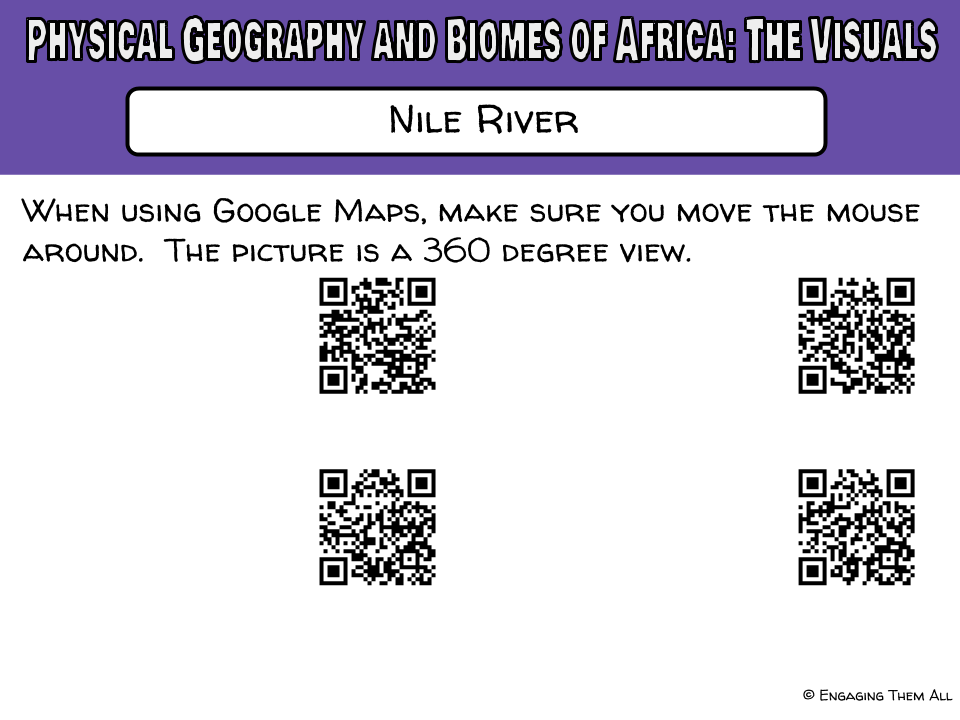 Physical Geography and Biomes of Africa: The Visuals
Nile River
When using Google Maps, make sure you move the mouse
around. The picture is a 360 degree view.
© Engaging Them All